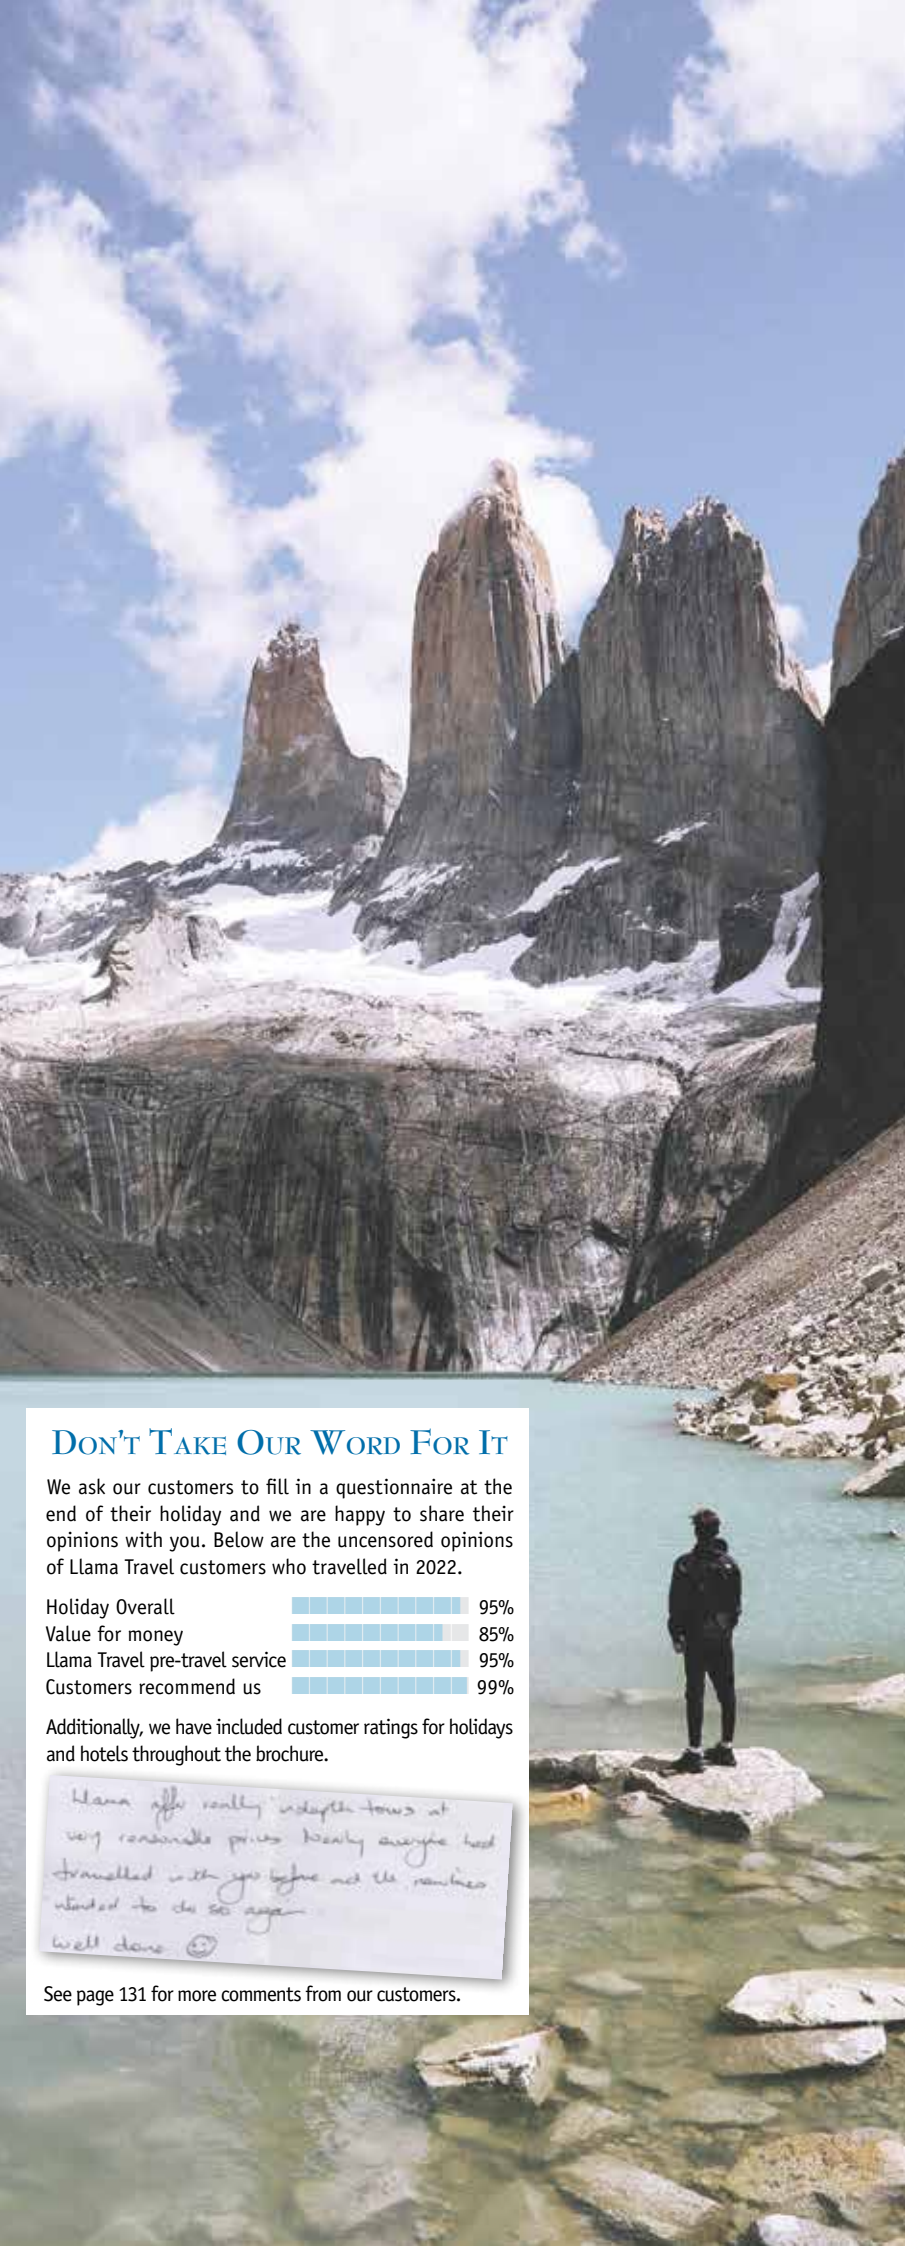 DON'T TAKE OUR WORD FOR IT
We ask our customers to fill in a questionnaire at the
end of their holiday and we are happy to share their
opinions with you. Below are the uncensored opinions
of Llama Travel customers who travelled in 2022.
Holiday Overall 95%
Value for money 85%
Llama Travel pre-travel service 95%
Customers recommend us 99%
Additionally, we have included customer ratings for holidays
and hotels throughout the brochure.
Llama offer really indepth tours at
very reasonable prices Nearly everyone had
travelled with you before and the newbies
wanted to do so again
Well done
See page 131 for more comments from our customers.